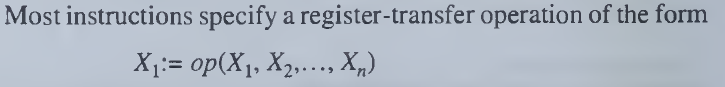 Most instructions specify a register-transfer operation of the form
X₁:= op(X₁, X₂,..., Xₙ)